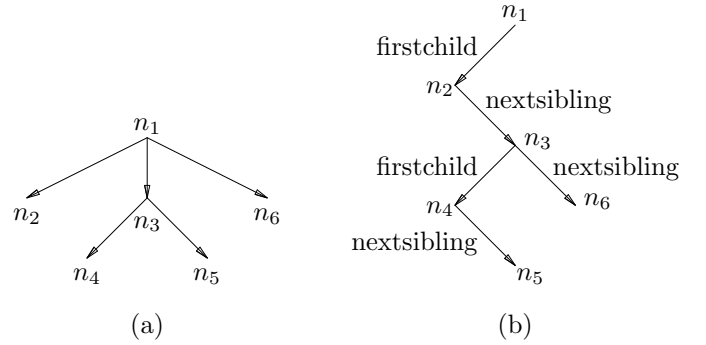 n1
n2
n3
n6
n4
n5
(a)
n1
firstchild
n2
nextsibling
n3
firstchild
nextsibling
n4
n6
nextsibling
n5
(b)